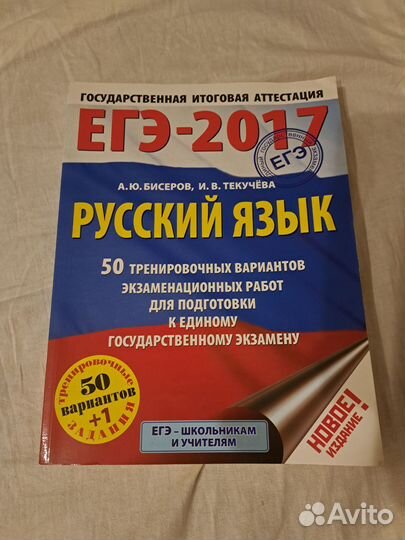 ГОСУДАРСТВЕННАЯ ИТОГОВАЯ АТТЕСТАЦИЯ
ЕГЭ-2017
ЕГЭ
А.Ю. БИСЕРОВ, И. В. ТЕКУЧЁВА
РУССКИЙ ЯЗЫК
50 ТРЕНИРОВОЧНЫХ ВАРИАНТОВ
ЭКЗАМЕНАЦИОННЫХ РАБОТ
ДЛЯ ПОДГОТОВКИ
К ЕДИНОМУ
ГОСУДАРСТВЕННОМУ ЭКЗАМЕНУ
тренировочные
50
вариантов
+1
ЗАДАНИЯ
НОВОЕ!
ИЗДАНИЕ
ЕГЭ – ШКОЛЬНИКАМ
И УЧИТЕЛЯМ
Avito